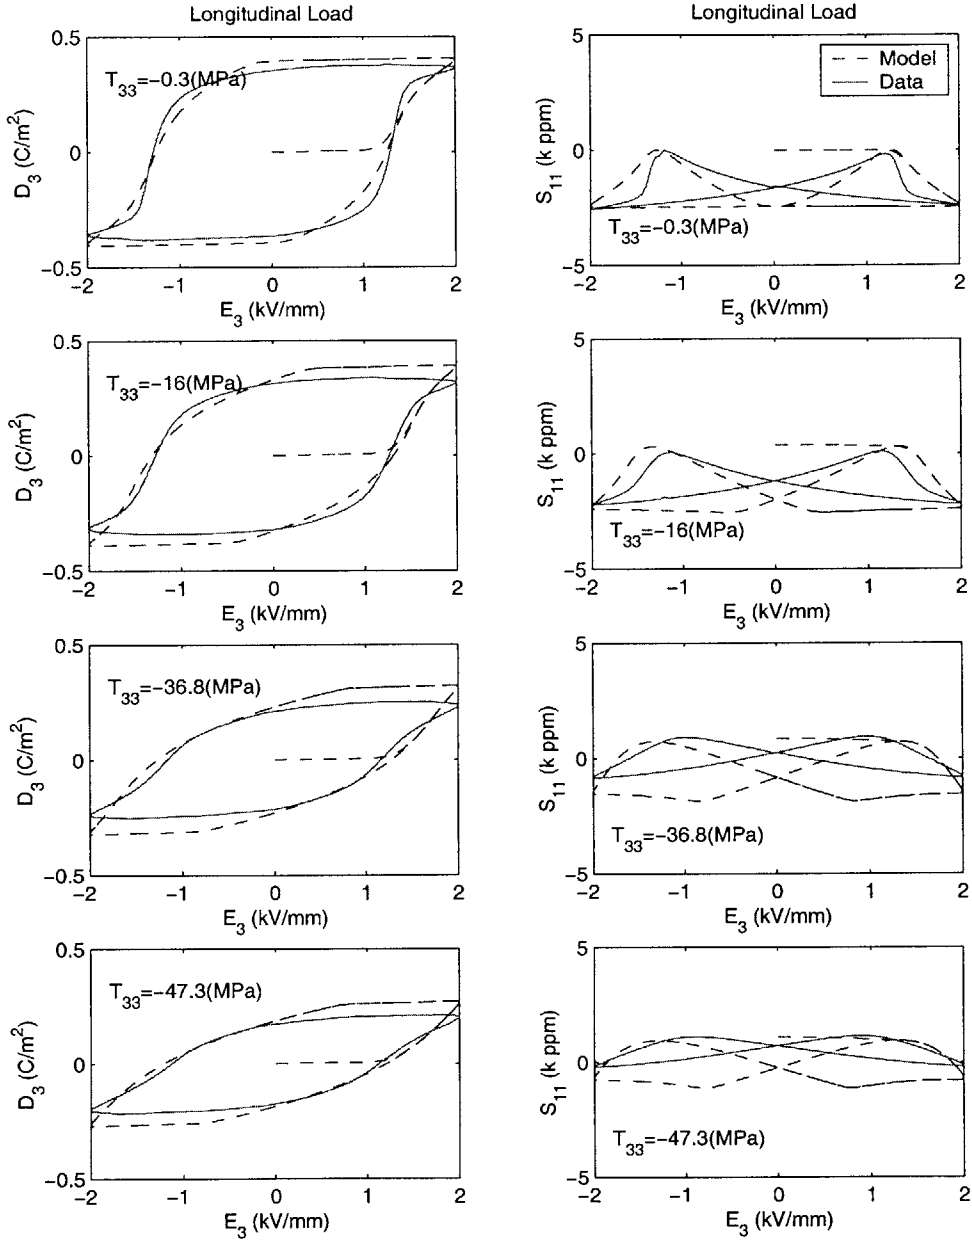 Longitudinal Load
0.5
T33=−0.3(MPa)
D3 (C/m2)
0
−0.5
−2 −1 0 1 2
E3 (kV/mm)
Longitudinal Load
5
Model
Data
S11 (k ppm)
0
T33=−0.3(MPa)
−5
−2 −1 0 1 2
E3 (kV/mm)
0.5
T33=−16(MPa)
D3 (C/m2)
0
−0.5
−2 −1 0 1 2
E3 (kV/mm)
5
S11 (k ppm)
0
T33=−16(MPa)
−5
−2 −1 0 1 2
E3 (kV/mm)
0.5
T33=−36.8(MPa)
D3 (C/m2)
0
−0.5
−2 −1 0 1 2
E3 (kV/mm)
5
S11 (k ppm)
0
T33=−36.8(MPa)
−5
−2 −1 0 1 2
E3 (kV/mm)
0.5
T33=−47.3(MPa)
D3 (C/m2)
0
−0.5
−2 −1 0 1 2
E3 (kV/mm)
5
S11 (k ppm)
0
T33=−47.3(MPa)
−5
−2 −1 0 1 2
E3 (kV/mm)